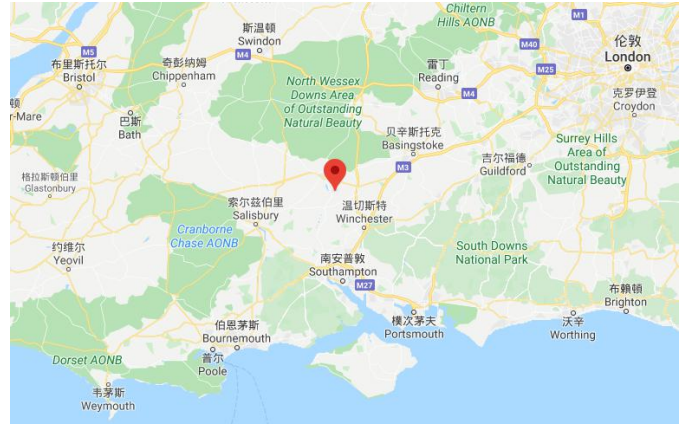 Chiltern
Hills AONB
M1
斯温顿
Swindon
M40
伦敦
London
M5
M4
M25
布里斯托尔
Bristol
奇彭纳姆
Chippenham
雷丁
Reading
North Wessex
Downs Area
of Outstanding
Natural Beauty
M4
克罗伊登
Croydon
顿
r-Mare
巴斯
Bath
贝辛斯托克
Basingstoke
Surrey Hills
Area of
Outstanding
Natural Beauty
M3
吉尔福德
Guildford
格拉斯顿伯里
Glastonbury
索尔兹伯里
Salisbury
温切斯特
Winchester
Cranborne
Chase AONB
约维尔
Yeovil
South Downs
National Park
南安普敦
Southampton
M27
布賴頓
Brighton
伯恩茅斯
Bournemouth
樸次茅夫
Portsmouth
沃辛
Worthing
普尔
Poole
Dorset AONB
韦茅斯
Weymouth